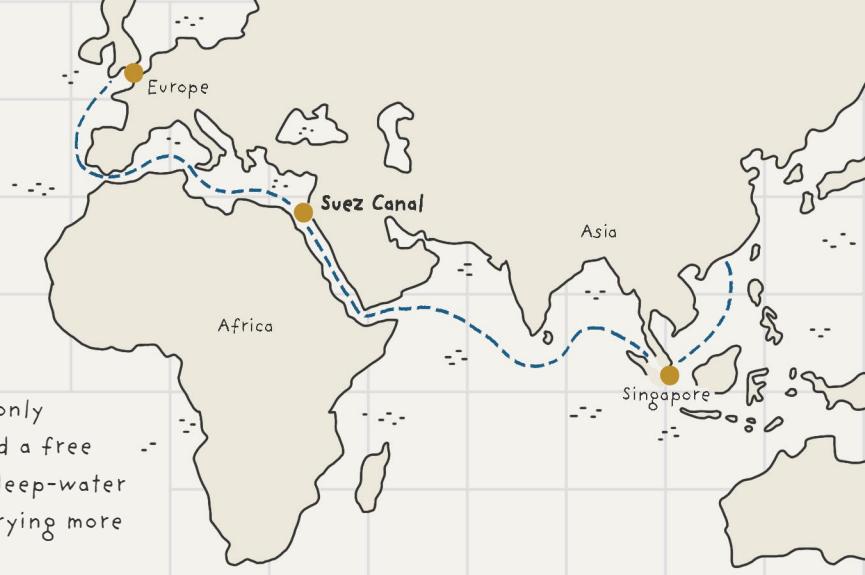 Europe
Suez Canal
Asia
Africa
Singapore
only
d a free
deep-water
rying more